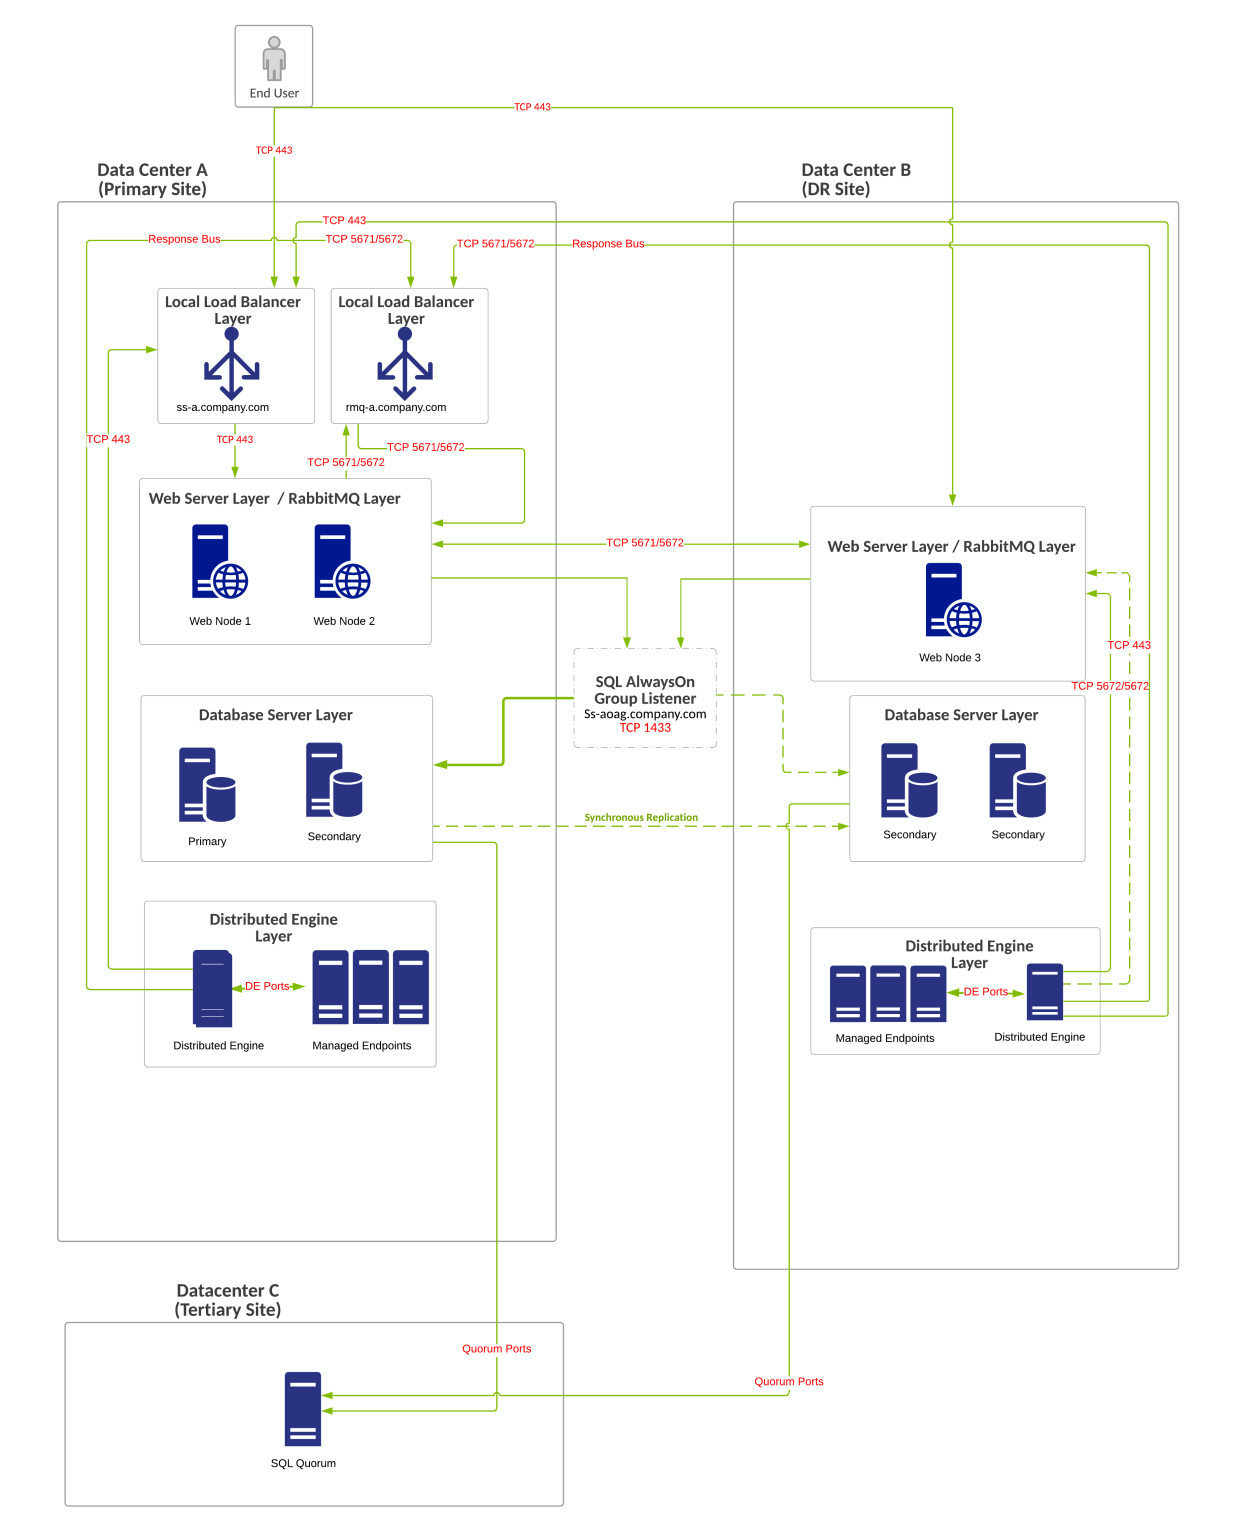 End User
TCP 443
TCP 443
Data Center A
(Primary Site)
Data Center B
(DR Site)
TCP 443
Response Bus
TCP 5671/5672
TCP 5671/5672
Response Bus
Local Load Balancer
Layer
ss-a.company.com
Local Load Balancer
Layer
rmq-a.company.com
TCP 443
TCP 443
TCP 5671/5672
TCP 5671/5672
Web Server Layer / RabbitMQ Layer
Web Node 1
Web Node 2
TCP 5671/5672
Web Server Layer / RabbitMQ Layer
Web Node 3
TCP 443
TCP 5672/5672
SQL AlwaysOn
Group Listener
Ss-aoag.company.com
TCP 1433
Database Server Layer
Primary
Secondary
Database Server Layer
Secondary
Secondary
Synchronous Replication
Distributed Engine
Layer
DE Ports
Distributed Engine
Managed Endpoints
Distributed Engine
Layer
DE Ports
Managed Endpoints
Distributed Engine
Datacenter C
(Tertiary Site)
Quorum Ports
Quorum Ports
SQL Quorum